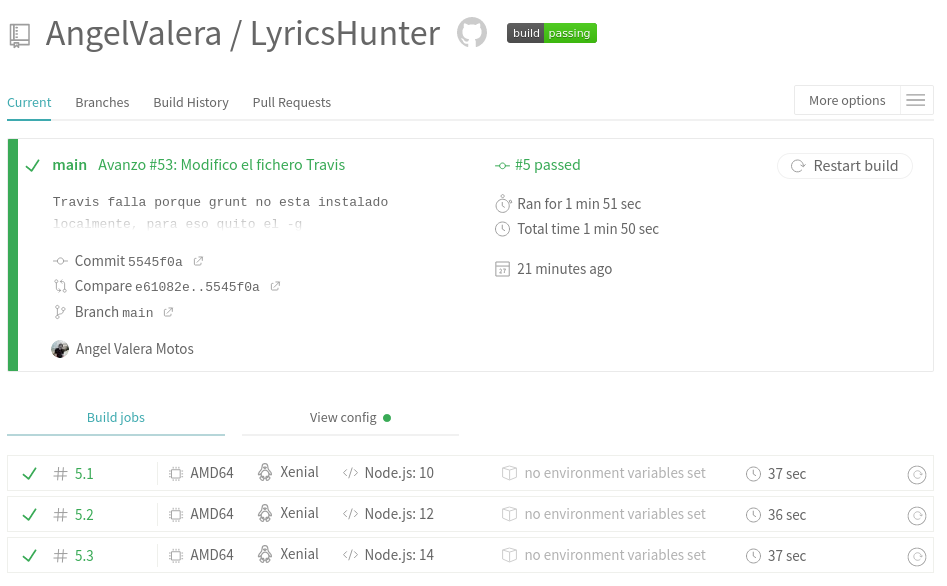 AngelValera / LyricsHunter build passing
Current Branches Build History Pull Requests More options
main Avanzo #53: Modifico el fichero Travis
Travis falla porque grunt no esta instalado
localmente, para eso quito el -g
Commit 5545f0a
Compare e61082e..5545f0a
Branch main
Angel Valera Motos
#5 passed
Ran for 1 min 51 sec
Total time 1 min 50 sec
21 minutes ago
Restart build
Build jobs View config
# 5.1 AMD64 Xenial </> Node.js: 10 no environment variables set 37 sec
# 5.2 AMD64 Xenial </> Node.js: 12 no environment variables set 36 sec
# 5.3 AMD64 Xenial </> Node.js: 14 no environment variables set 37 sec